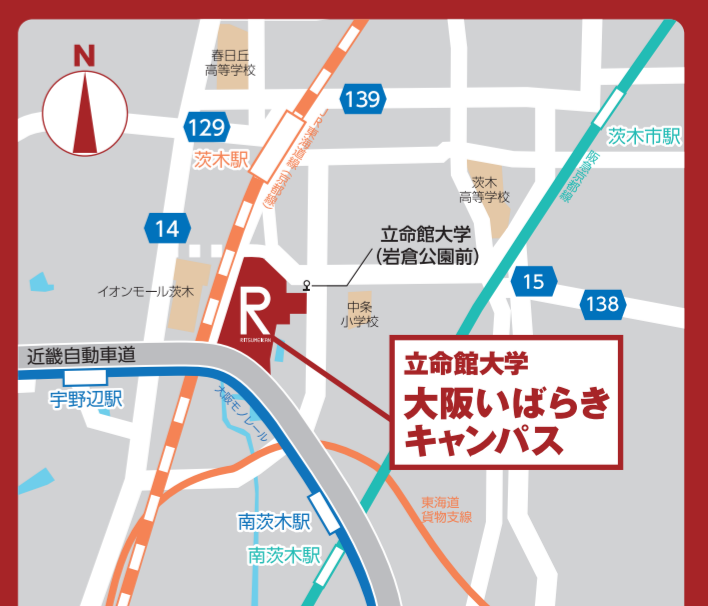 N
春日丘
高等学校
139
129
茨木駅
JR東海道線(京都線)
茨木市駅
阪急京都線
茨木
高等学校
14
立命館大学
(岩倉公園前)
イオンモール茨木
R
RITSUMEIKAN
中条
小学校
15
138
近畿自動車道
宇野辺駅
立命館大学
大阪いばらき
キャンパス
大阪モノレール
東海道
貨物支線
南茨木駅
南茨木駅